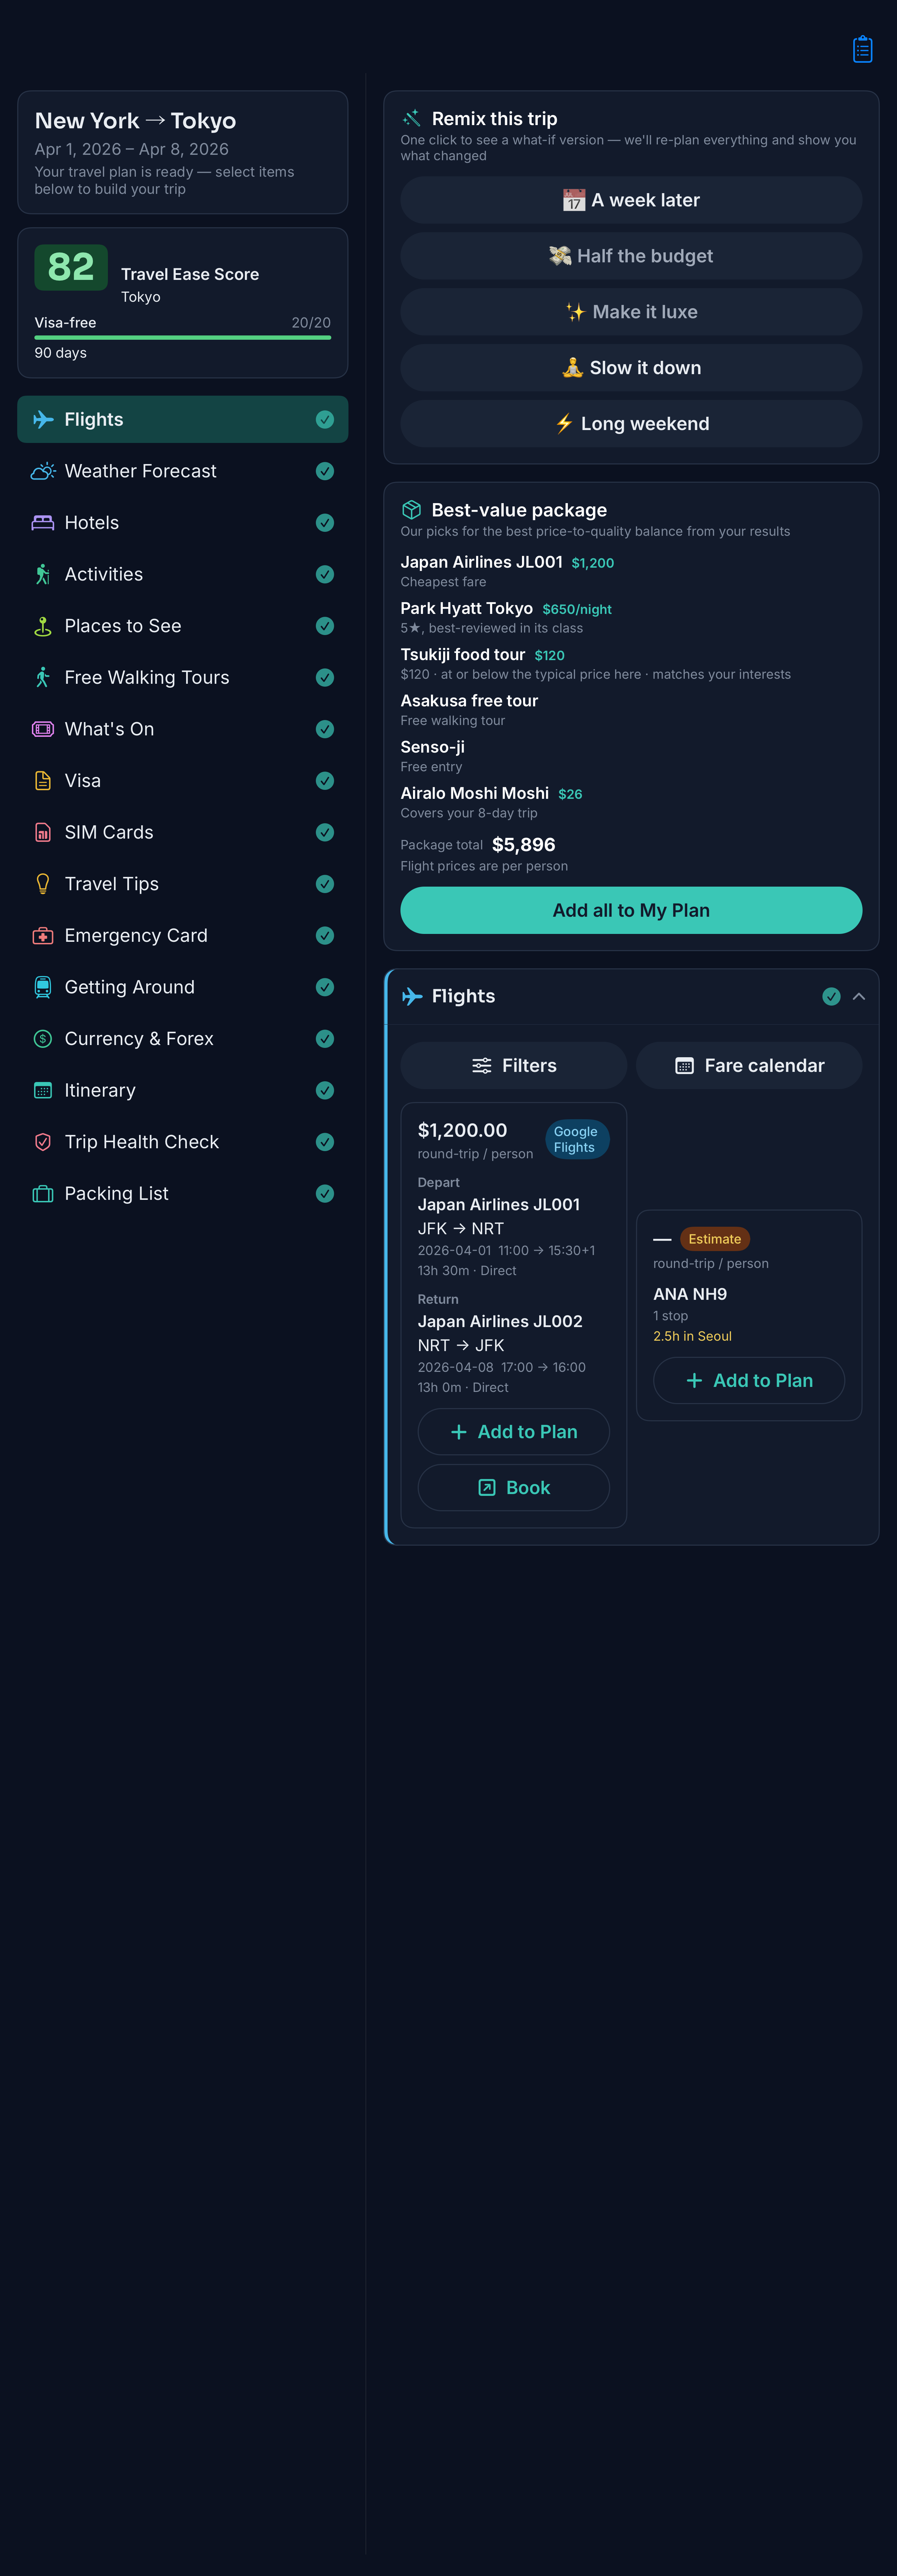 New York → Tokyo
Apr 1, 2026 – Apr 8, 2026
Your travel plan is ready — select items
below to build your trip
82
Travel Ease Score
Tokyo
Visa-free 20/20
90 days
Flights
Weather Forecast
Hotels
Activities
Places to See
Free Walking Tours
What's On
Visa
SIM Cards
Travel Tips
Emergency Card
Getting Around
Currency & Forex
Itinerary
Trip Health Check
Packing List
Remix this trip
One click to see a what-if version — we'll re-plan everything and show you
what changed
📅 A week later
💸 Half the budget
✨ Make it luxe
🧘 Slow it down
⚡ Long weekend
Best-value package
Our picks for the best price-to-quality balance from your results
Japan Airlines JL001 $1,200
Cheapest fare
Park Hyatt Tokyo $650/night
5★, best-reviewed in its class
Tsukiji food tour $120
$120 · at or below the typical price here · matches your interests
Asakusa free tour
Free walking tour
Senso-ji
Free entry
Airalo Moshi Moshi $26
Covers your 8-day trip
Package total $5,896
Flight prices are per person
Add all to My Plan
Flights
Filters
Fare calendar
$1,200.00
round-trip / person
Google
Flights
Depart
Japan Airlines JL001
JFK → NRT
2026-04-01 11:00 → 15:30+1
13h 30m · Direct
Return
Japan Airlines JL002
NRT → JFK
2026-04-08 17:00 → 16:00
13h 0m · Direct
+ Add to Plan
Book
— Estimate
round-trip / person
ANA NH9
1 stop
2.5h in Seoul
+ Add to Plan